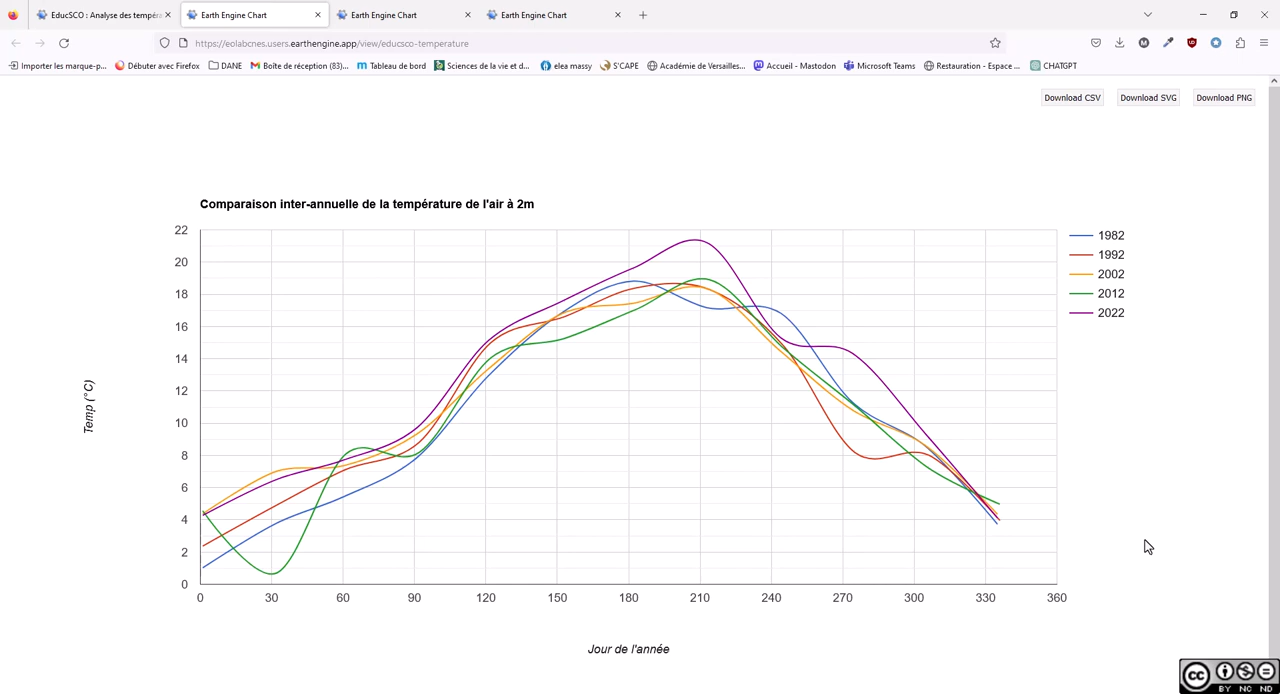 EducSCO : Analyse des tempéra
Earth Engine Chart
Earth Engine Chart
Earth Engine Chart
https://eolabcnes.users.earthengine.app/view/educsco-temperature
Importer les marque-p... Débuter avec Firefox DANE Boîte de réception (83)... Tableau de bord Sciences de la vie et d... elea massy S'CAPE Académie de Versailles... Accueil - Mastodon Microsoft Teams Restauration - Espace ... CHATGPT
Download CSV Download SVG Download PNG
Comparaison inter-annuelle de la température de l'air à 2m
22
20
18
16
14
12
10
8
6
4
2
0
Temp (°C)
1982
1992
2002
2012
2022
0 30 60 90 120 150 180 210 240 270 300 330 360
Jour de l'année
CC
BY NC ND